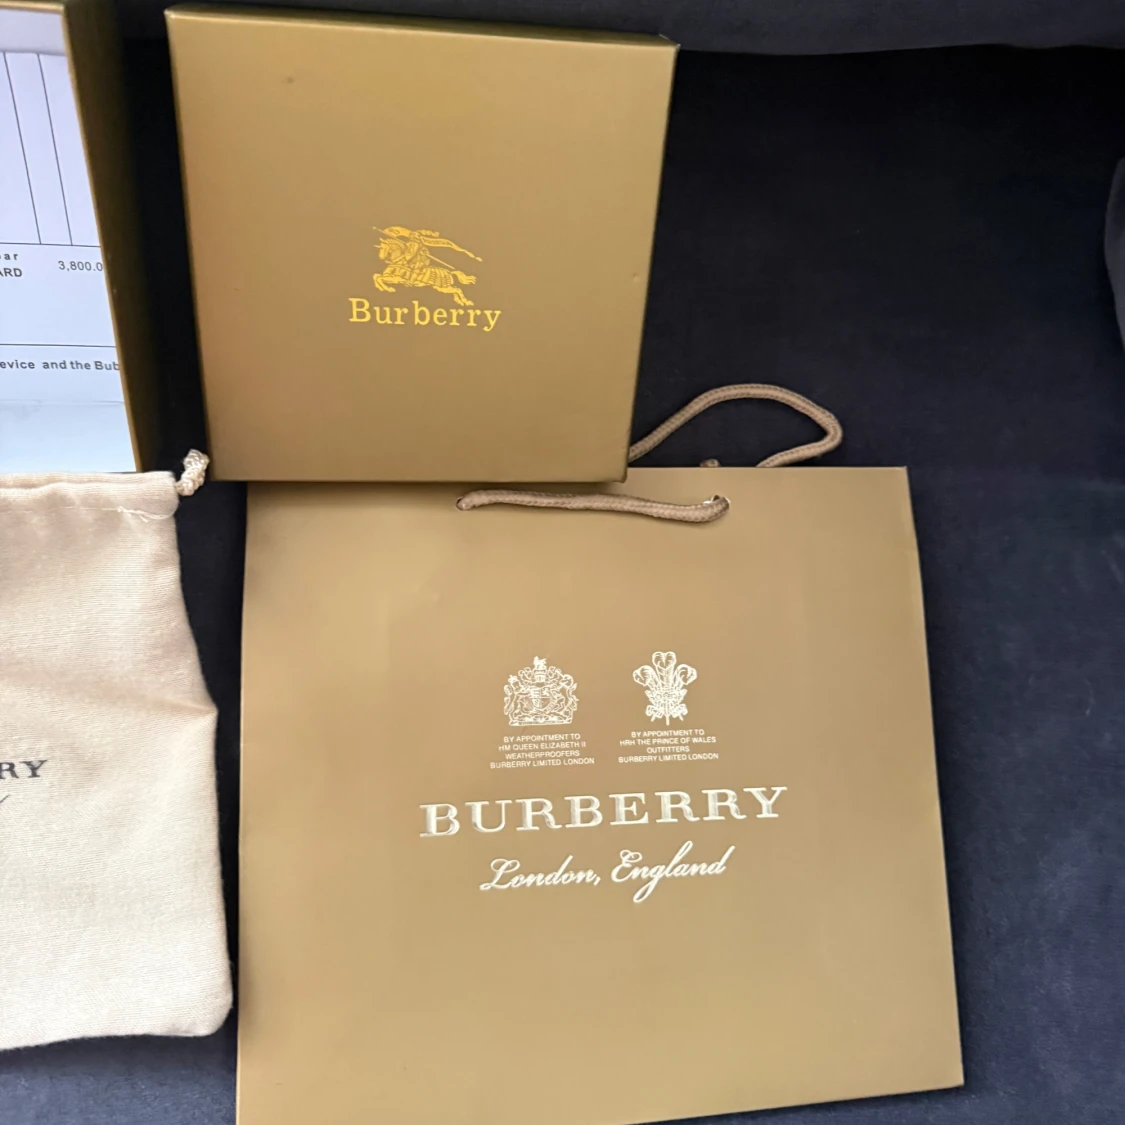 ar
ARD 3,800.0
evice and the Bub
Burberry
RY
BY APPOINTMENT TO
HM QUEEN ELIZABETH II
WEATHERPROOFERS
BURBERRY LIMITED LONDON
BY APPOINTMENT TO
HRH THE PRINCE OF WALES
OUTFITTERS
BURBERRY LIMITED LONDON
BURBERRY
London, England